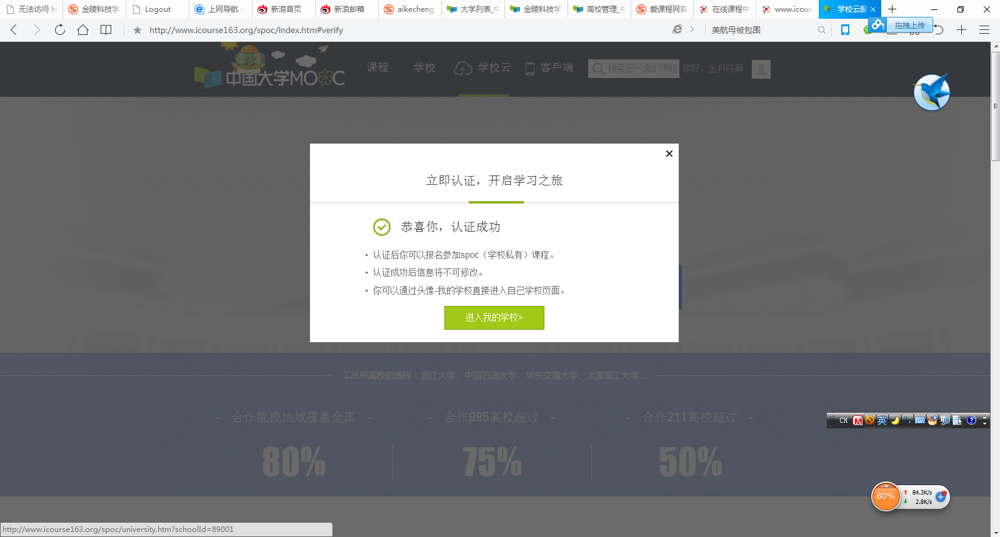 无法访问 ht
金陵科技学
Logout
上网导航 -
新浪首页
新浪邮箱
aikecheng
大学列表_中
金陵科技学
高校管理_中
爱课程网首
在线课程中
www.icour
学校云服
http://www.icourse163.org/spoc/index.htm#verify
美航母被包围
拖拽上传
中国大学MOOC
课程
学校
学校云
客户端
搜索感兴趣的课程
你好，金科院顾
立即认证，开启学习之旅
恭喜你，认证成功
• 认证后你可以报名参加spoc（学校私有）课程。
• 认证成功后信息将不可修改。
• 你可以通过头像-我的学校直接进入自己学校页面。
进入我的学校>
126所高校的选择：浙江大学、中国石油大学、华东交通大学、太原理工大学...
- 合作院校地域覆盖全国 -
- 合作985高校超过 -
- 合作211高校超过 -
80%
75%
50%
CH
英
80%
84.3K/s
2.8K/s
http://www.icourse163.org/spoc/university.htm?schoolId=89001